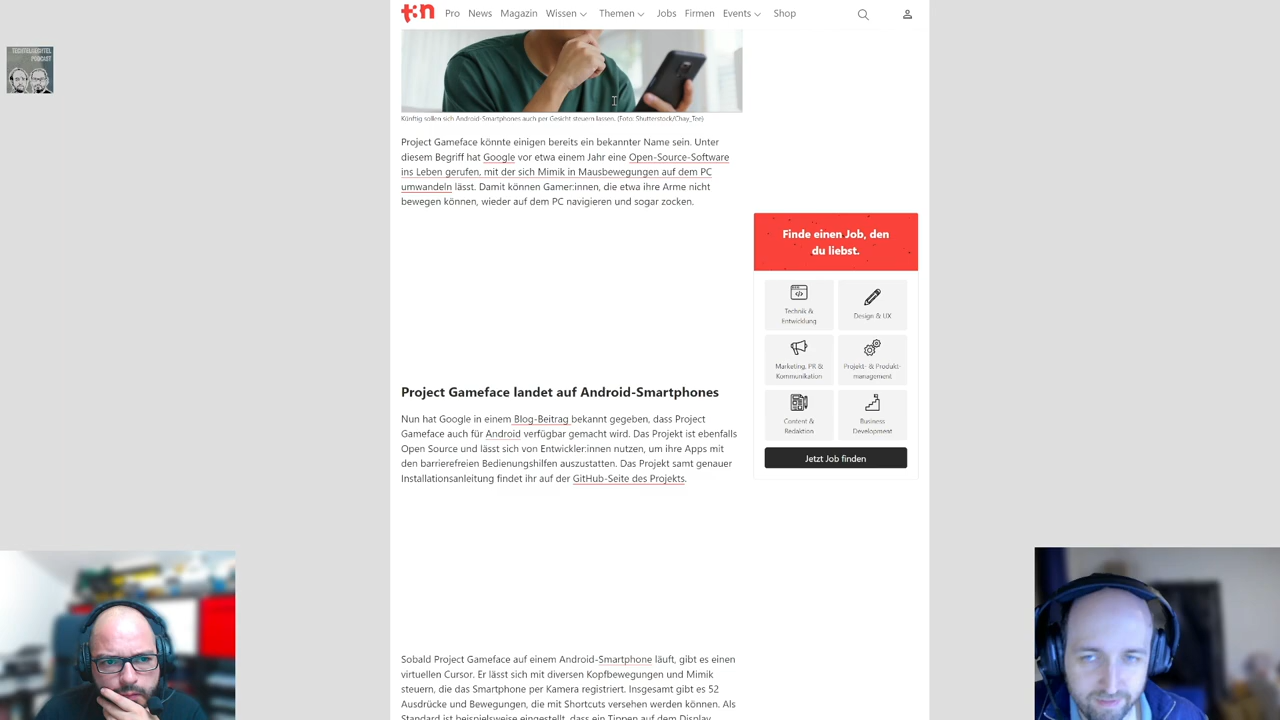 t3n Pro News Magazin Wissen Themen Jobs Firmen Events Shop
TECHTELMECHTEL
PODCAST
Künftig sollen sich Android-Smartphones auch per Gesicht steuern lassen. (Foto: Shutterstock/Chay_Tee)
Project Gameface könnte einigen bereits ein bekannter Name sein. Unter
diesem Begriff hat Google vor etwa einem Jahr eine Open-Source-Software
ins Leben gerufen, mit der sich Mimik in Mausbewegungen auf dem PC
umwandeln lässt. Damit können Gamer:innen, die etwa ihre Arme nicht
bewegen können, wieder auf dem PC navigieren und sogar zocken.
Finde einen Job, den
du liebst.
Technik &
Entwicklung
Design & UX
Marketing, PR &
Kommunikation
Projekt- & Produkt-
management
Content &
Redaktion
Business
Development
Jetzt Job finden
Project Gameface landet auf Android-Smartphones
Nun hat Google in einem Blog-Beitrag bekannt gegeben, dass Project
Gameface auch für Android verfügbar gemacht wird. Das Projekt ist ebenfalls
Open Source und lässt sich von Entwickler:innen nutzen, um ihre Apps mit
den barrierefreien Bedienungshilfen auszustatten. Das Projekt samt genauer
Installationsanleitung findet ihr auf der GitHub-Seite des Projekts.
Sobald Project Gameface auf einem Android-Smartphone läuft, gibt es einen
virtuellen Cursor. Er lässt sich mit diversen Kopfbewegungen und Mimik
steuern, die das Smartphone per Kamera registriert. Insgesamt gibt es 52
Ausdrücke und Bewegungen, die mit Shortcuts versehen werden können. Als
Standard ist beispielsweise eingestellt, dass ein Tippen auf dem Display